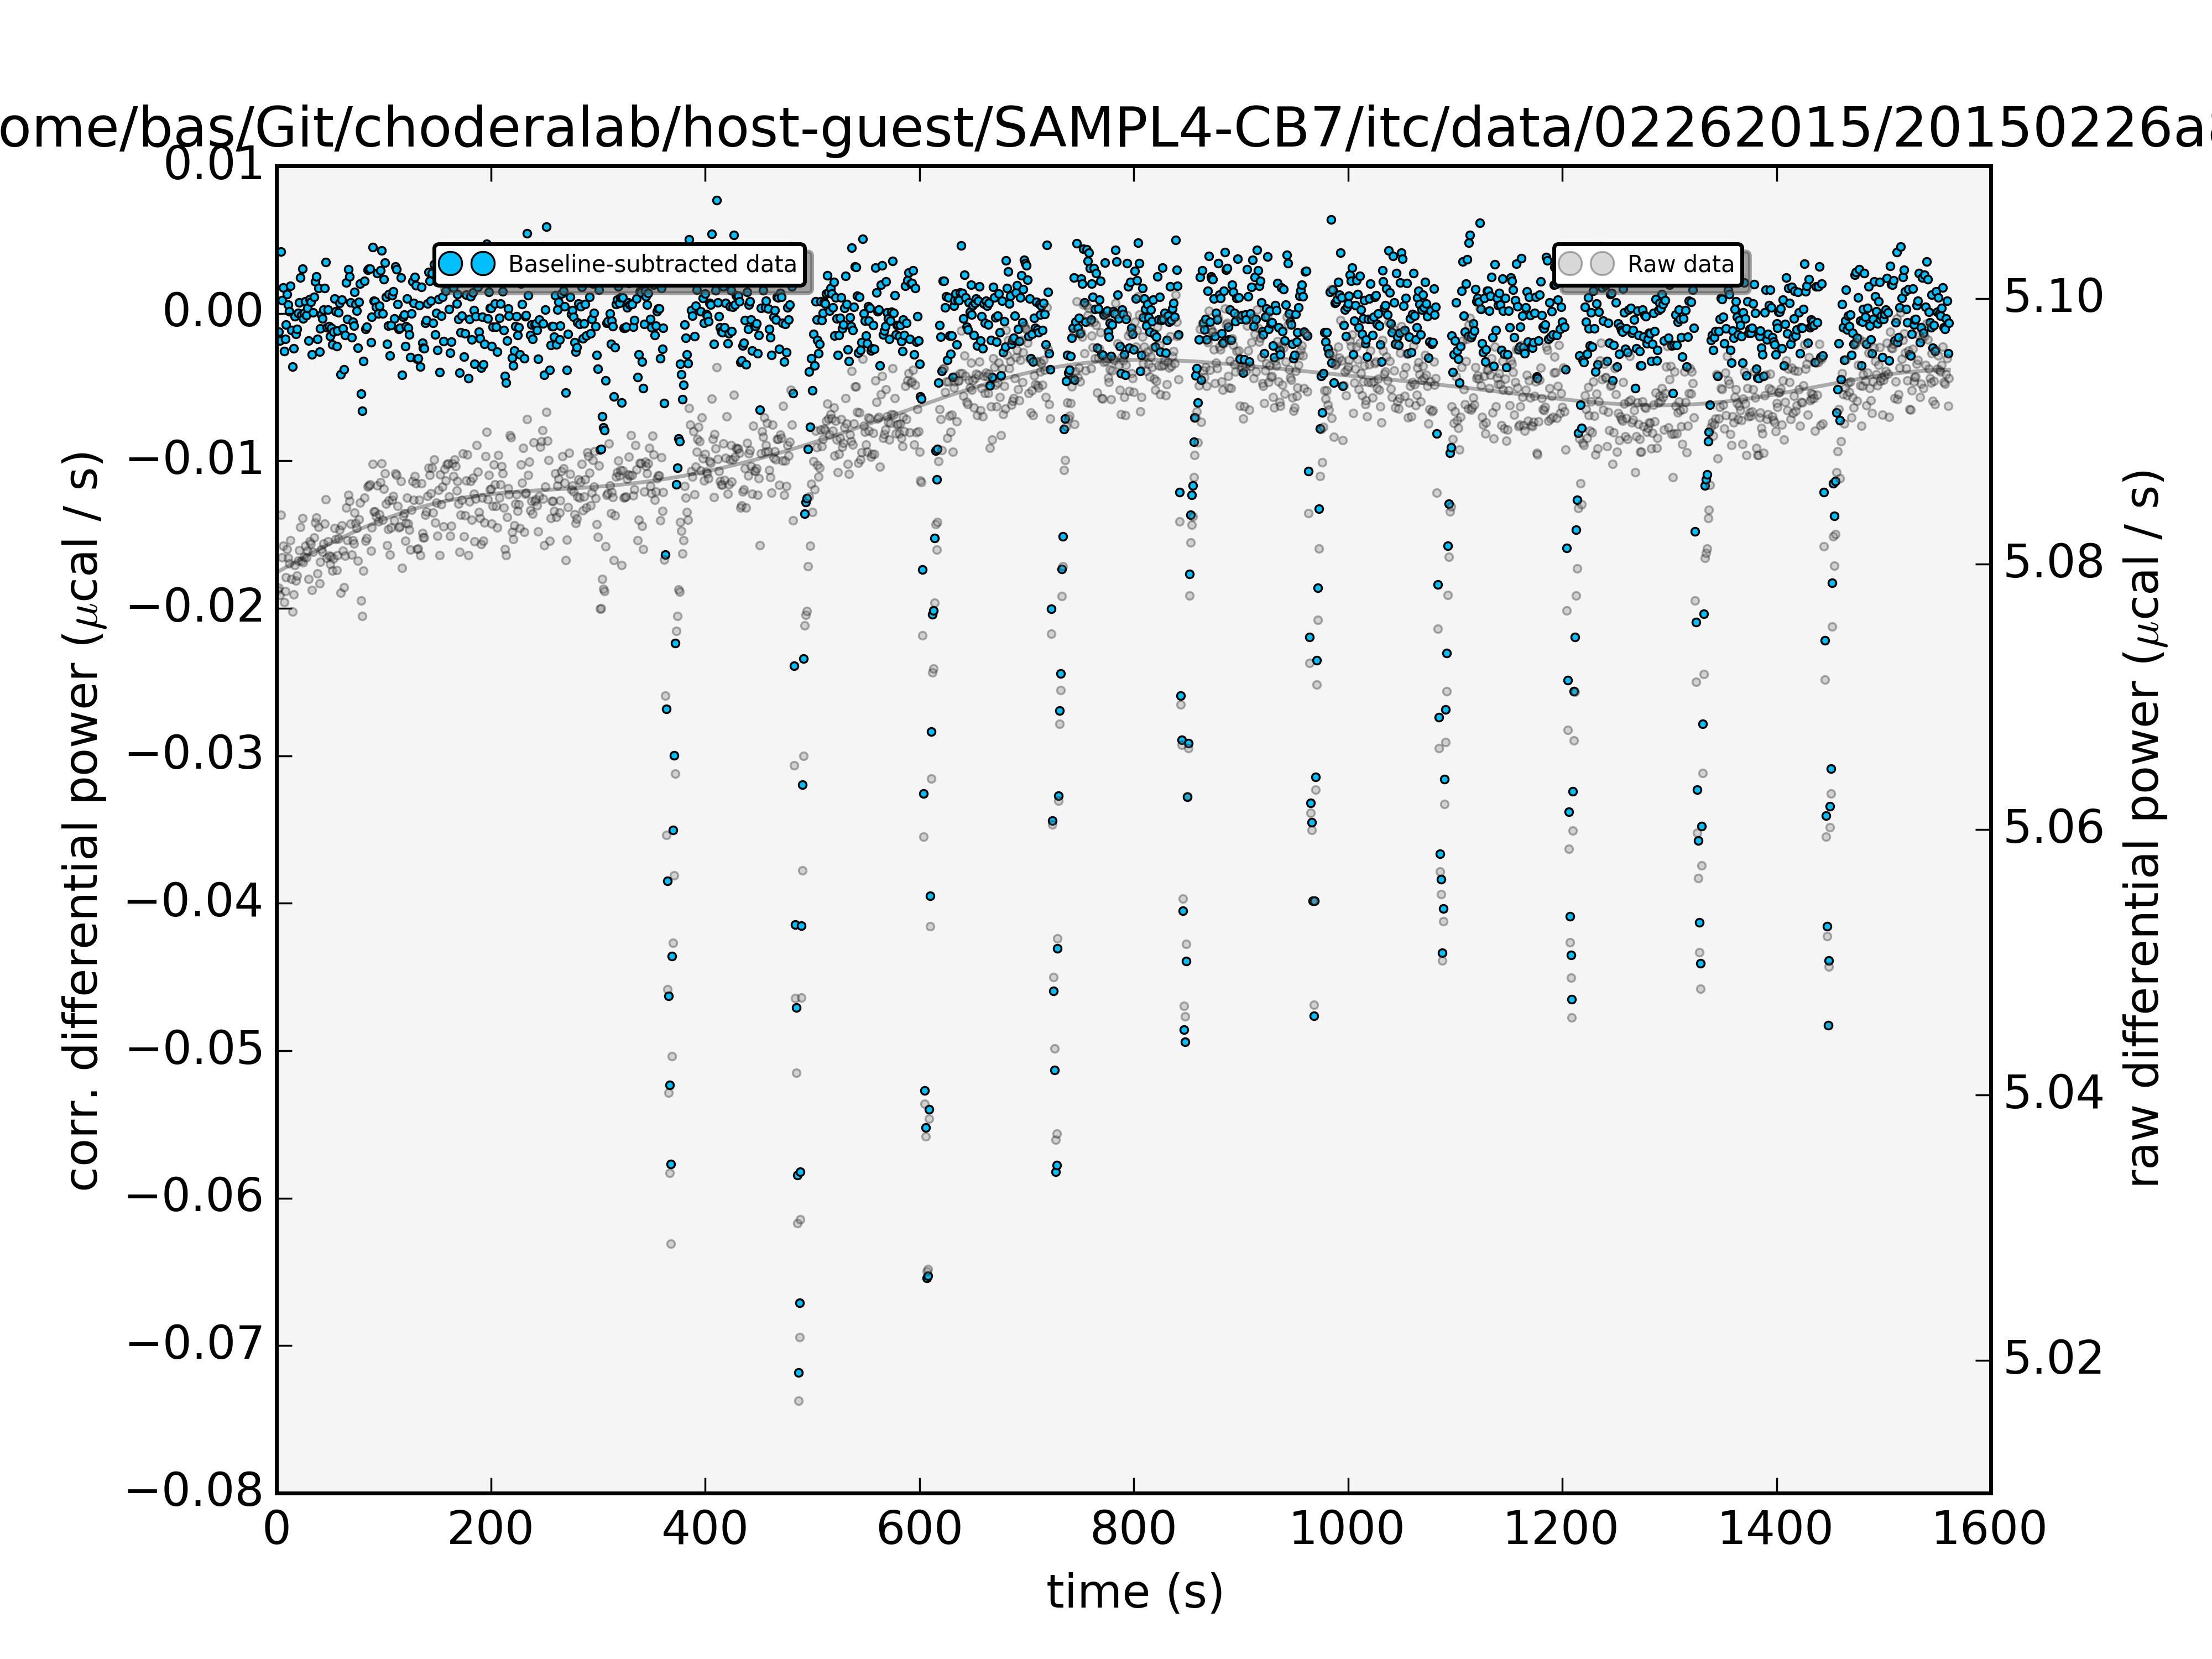 ome/bas/Git/choderalab/host-guest/SAMPL4-CB7/itc/data/02262015/20150226a
Baseline-subtracted data
Raw data
0.01
0.00
−0.01
−0.02
−0.03
−0.04
−0.05
−0.06
−0.07
−0.08
corr. differential power (μcal / s)
5.10
5.08
5.06
5.04
5.02
raw differential power (μcal / s)
0 200 400 600 800 1000 1200 1400 1600
time (s)